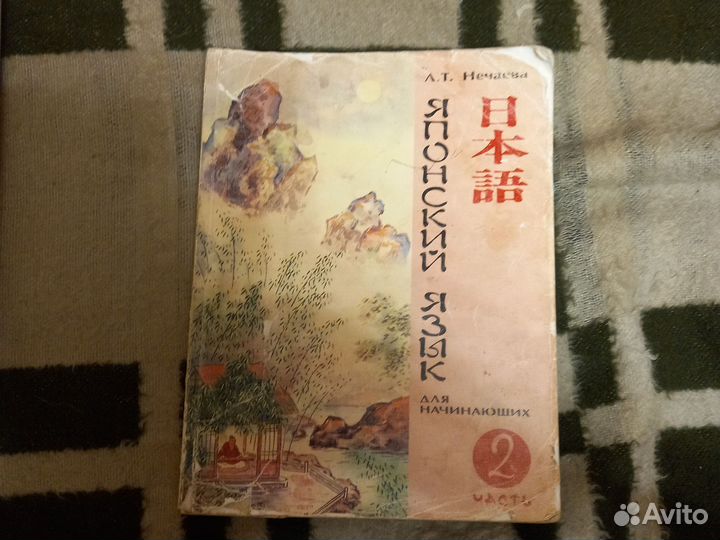 Л.Т. Нечаева
ЯПОНСКИЙ ЯЗЫК
日本語
ДЛЯ
НАЧИНАЮЩИХ
2
ЧАСТЬ
Avito